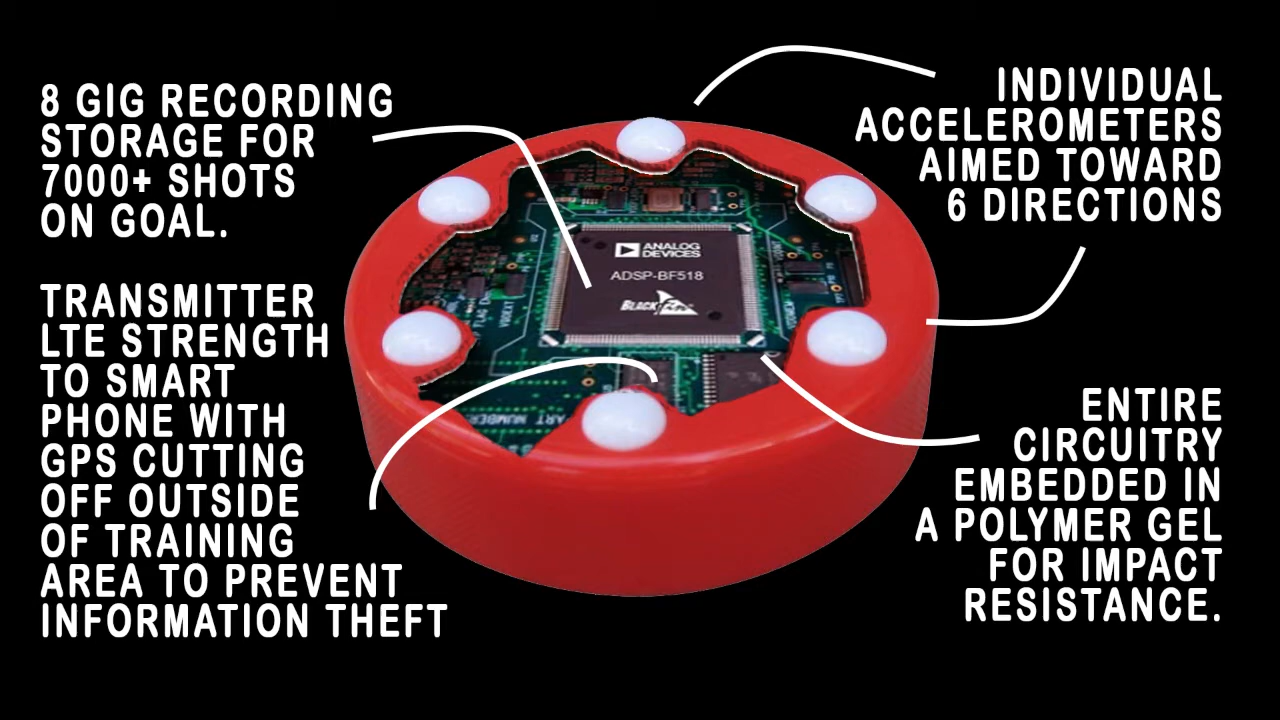 8 GIG RECORDING
STORAGE FOR
7000+ SHOTS
ON GOAL.
TRANSMITTER
LTE STRENGTH
TO SMART
PHONE WITH
GPS CUTTING
OFF OUTSIDE
OF TRAINING
AREA TO PREVENT
INFORMATION THEFT
ANALOG
DEVICES
ADSP-BF518
INDIVIDUAL
ACCELEROMETERS
AIMED TOWARD
6 DIRECTIONS
ENTIRE
CIRCUITRY
EMBEDDED IN
A POLYMER GEL
FOR IMPACT
RESISTANCE.